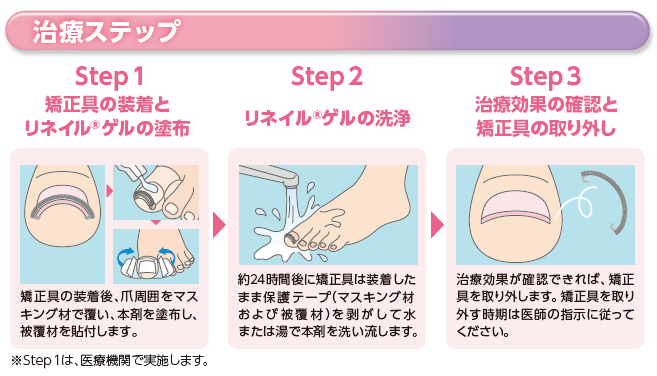 治療ステップ
Step 1
矯正具の装着と
リネイル®ゲルの塗布
矯正具の装着後、爪周囲をマス
キング材で覆い、本剤を塗布し、
被覆材を貼付します。
Step 2
リネイル®ゲルの洗浄
約24時間後に矯正具は装着した
まま保護テープ(マスキング材
および被覆材)を剥がして水
または湯で本剤を洗い流します。
Step 3
治療効果の確認と
矯正具の取り外し
治療効果が確認できれば、矯正
具を取り外します。矯正具を取り
外す時期は医師の指示に従って
ください。
※Step 1は、医療機関で実施します。